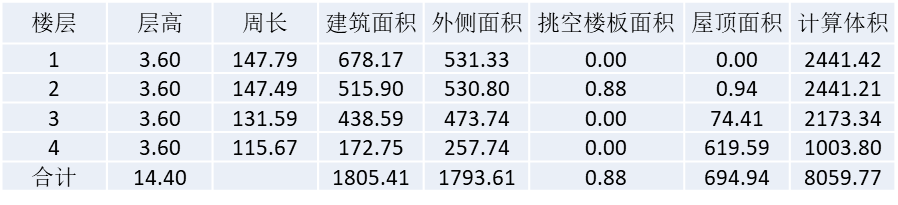 楼层 层高 周长 建筑面积 外侧面积 挑空楼板面积 屋顶面积 计算体积
1 3.60 147.79 678.17 531.33 0.00 0.00 2441.42
2 3.60 147.49 515.90 530.80 0.88 0.94 2441.21
3 3.60 131.59 438.59 473.74 0.00 74.41 2173.34
4 3.60 115.67 172.75 257.74 0.00 619.59 1003.80
合计 14.40 1805.41 1793.61 0.88 694.94 8059.77